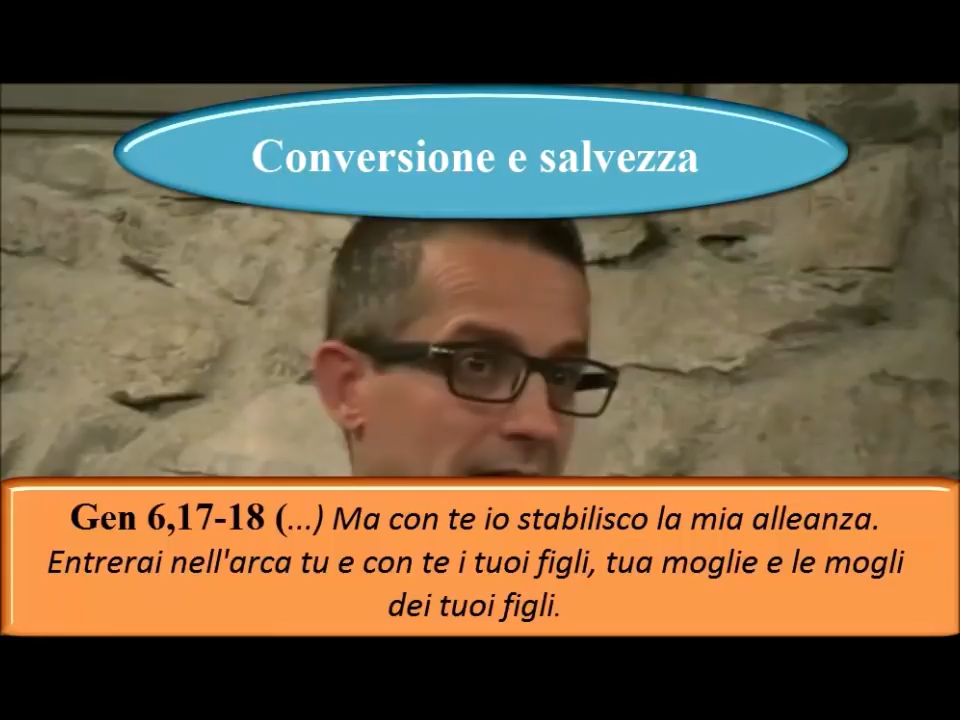 Conversione e salvezza
Gen 6,17-18 (...) Ma con te io stabilisco la mia alleanza.
Entrerai nell'arca tu e con te i tuoi figli, tua moglie e le mogli
dei tuoi figli.